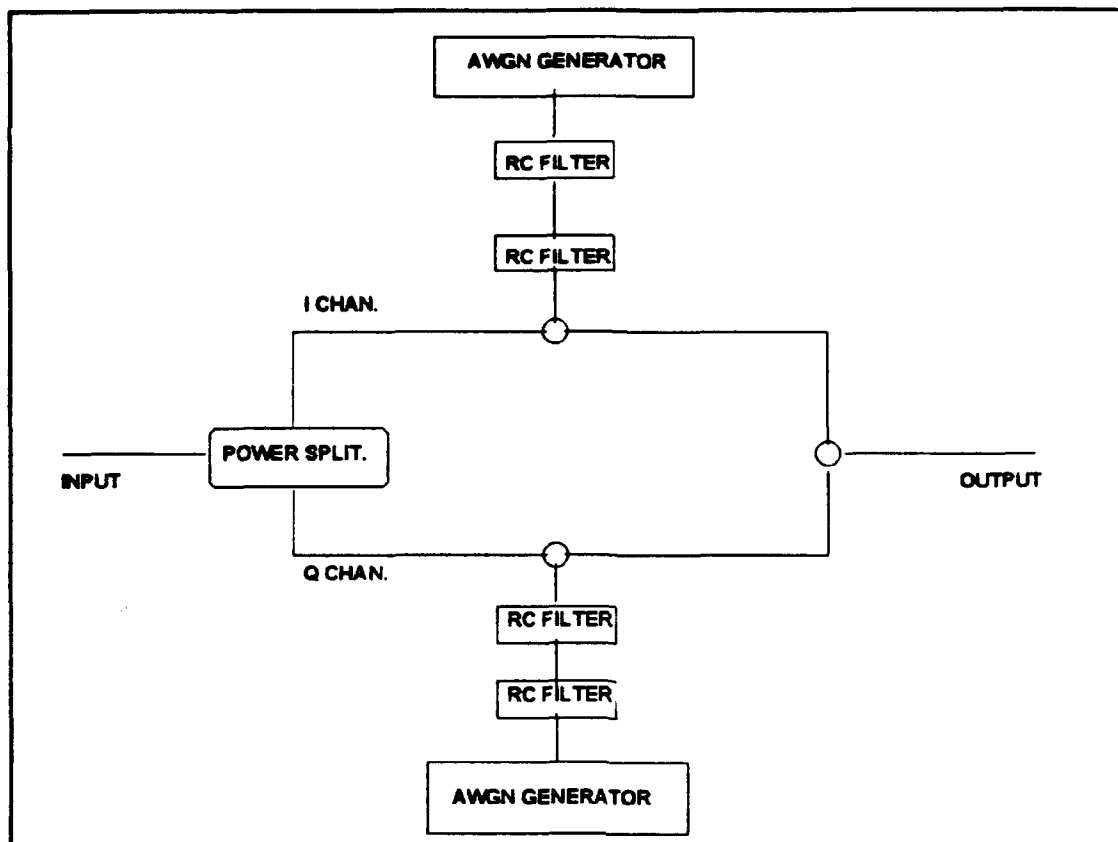 AWGN GENERATOR
RC FILTER
RC FILTER
I CHAN.
POWER SPLIT.
INPUT
OUTPUT
Q CHAN.
RC FILTER
RC FILTER
AWGN GENERATOR